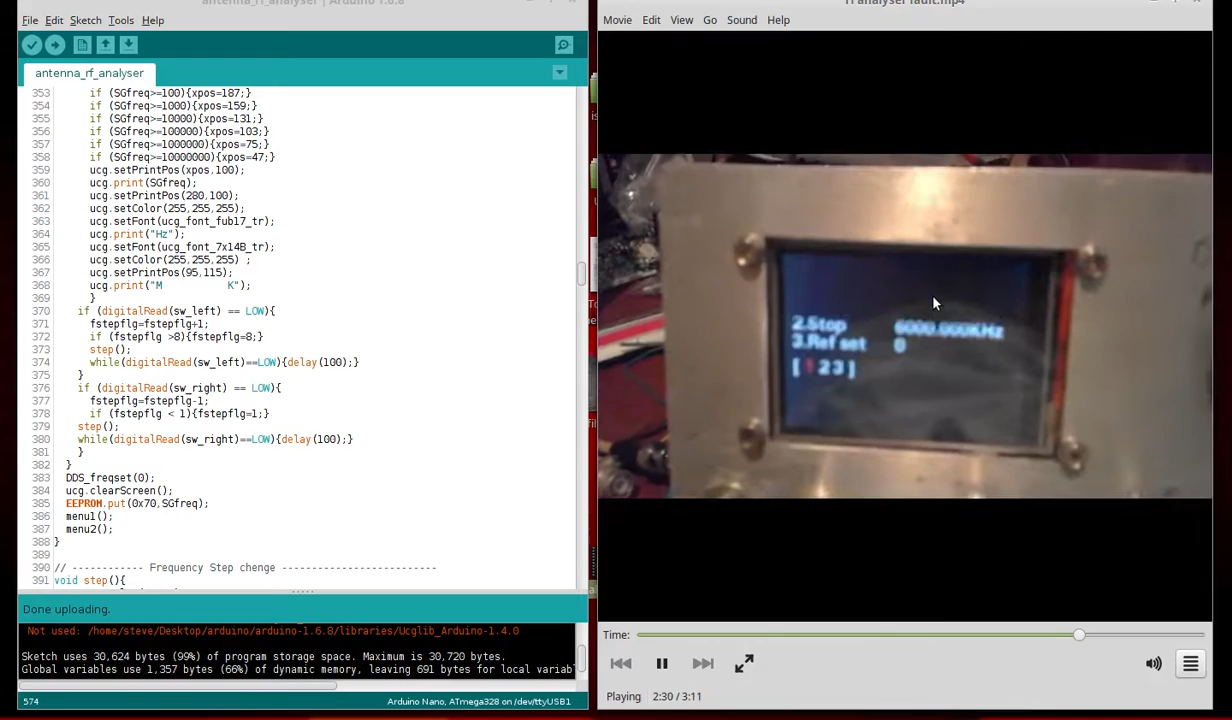 antenna_rf_analyser | Arduino 1.6.8
File Edit Sketch Tools Help
antenna_rf_analyser
353 if (SGfreq>=100){xpos=187;}
354 if (SGfreq>=1000){xpos=159;}
355 if (SGfreq>=10000){xpos=131;}
356 if (SGfreq>=100000){xpos=103;}
357 if (SGfreq>=1000000){xpos=75;}
358 if (SGfreq>=10000000){xpos=47;}
359 ucg.setPrintPos(xpos,100);
360 ucg.print(SGfreq);
361 ucg.setPrintPos(280,100);
362 ucg.setColor(255,255,255);
363 ucg.setFont(ucg_font_fub17_tr);
364 ucg.print("Hz");
365 ucg.setFont(ucg_font_7x14B_tr);
366 ucg.setColor(255,255,255) ;
367 ucg.setPrintPos(95,115);
368 ucg.print("M K");
369 }
370 if (digitalRead(sw_left) == LOW){
371 fstepflg=fstepflg+1;
372 if (fstepflg >8){fstepflg=8;}
373 step();
374 while(digitalRead(sw_left)==LOW){delay(100);}
375 }
376 if (digitalRead(sw_right) == LOW){
377 fstepflg=fstepflg-1;
378 if (fstepflg < 1){fstepflg=1;}
379 step();
380 while(digitalRead(sw_right)==LOW){delay(100);}
381 }
382 }
383 DDS_freqset(0);
384 ucg.clearScreen();
385 EEPROM.put(0x70,SGfreq);
386 menu1();
387 menu2();
388 }
389
390 // ------------ Frequency Step chenge -------------------------
391 void step(){
Done uploading.
Not used: /home/steve/Desktop/arduino/arduino-1.6.8/libraries/Ucglib_Arduino-1.4.0
Sketch uses 30,624 bytes (99%) of program storage space. Maximum is 30,720 bytes.
Global variables use 1,357 bytes (66%) of dynamic memory, leaving 691 bytes for local variab
574 Arduino Nano, ATmega328 on /dev/ttyUSB1
analyser fault.mp4
Movie Edit View Go Sound Help
2.Stop 6000.000KHz
3.Ref set 0
[ 1 2 3 ]
Time:
Playing 2:30 / 3:11